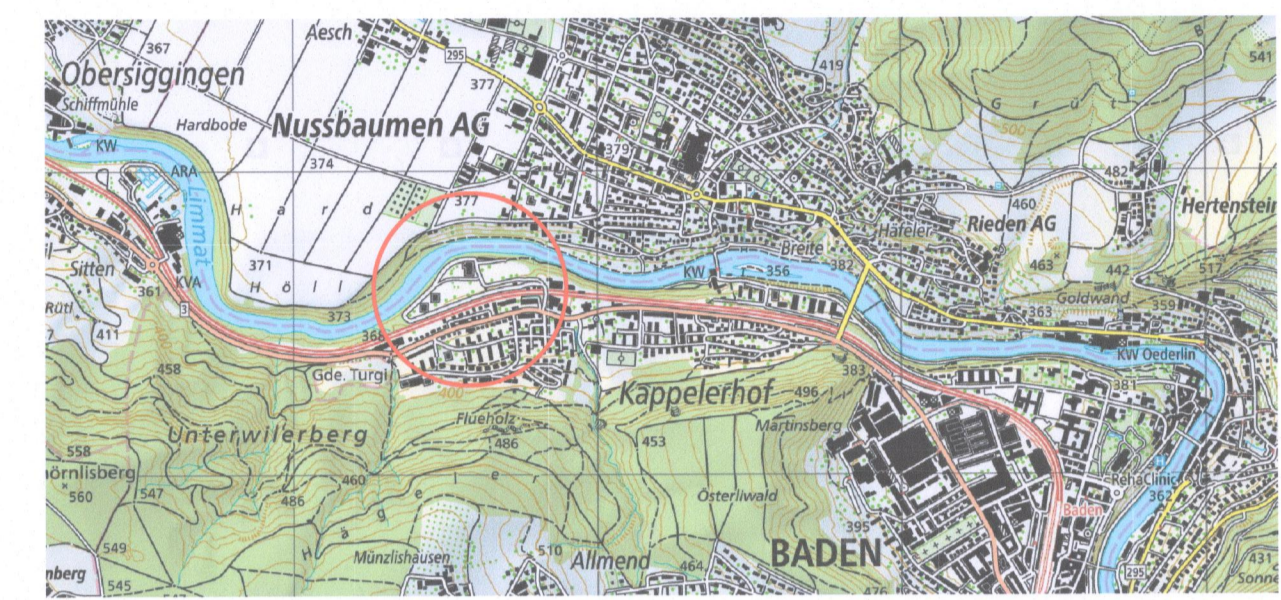 367
Aesch
295
419
541
B
Obersiggingen
377
Schiffmühle
G r ü t
Hardbode
Nussbaumen AG
500
KW
379
374
ARA
482
Limmat
H a r d
377
460
Hertenstein
Rieden AG
Häfeler
Breite
382
371
Sitten
KW
356
463
442
517
KVA
361
H ö l l
Goldwand
359
Rütl
3
373
363
411
KW Oederlin
Gde. Turgi
383
381
458
400
Kappelerhof
496
Flueholz
Martinsberg
Unterwilerberg
486
453
558
örnlisberg
460
H ä g e l e r
RehaClinic
560
547
486
Österliwald
362
Baden
395
549
Münzlishausen
510
Allmend
464
BADEN
431
nberg
545
295
Sonne
476